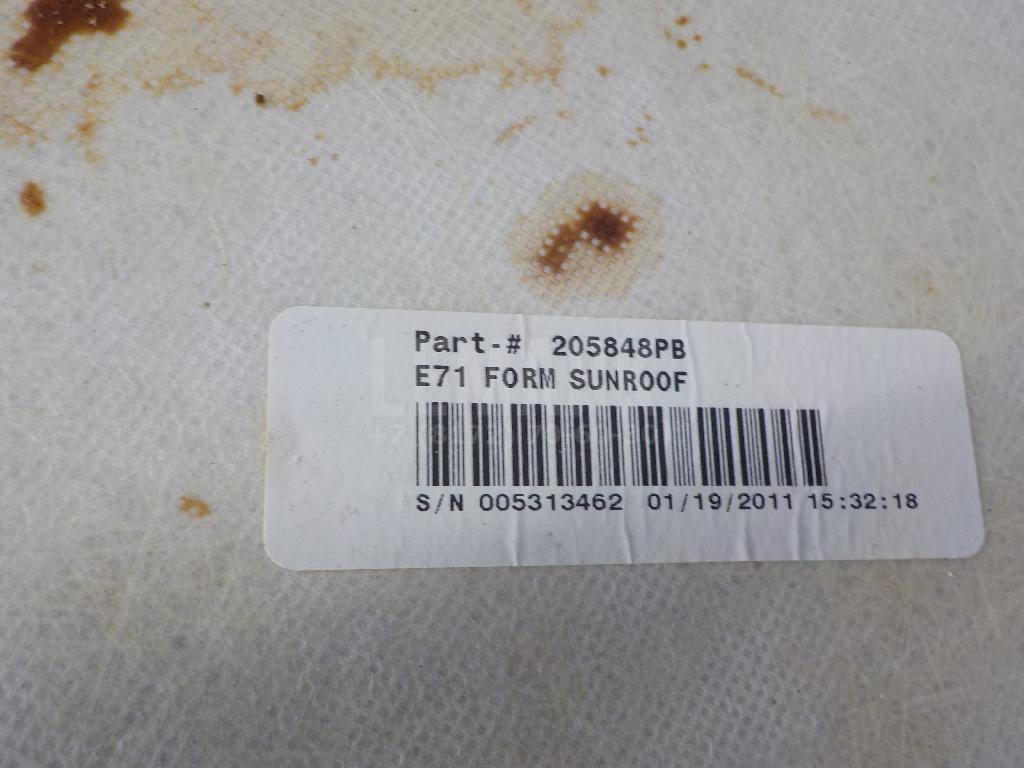 Part-# 205848PB
E71 FORM SUNROOF
S/N 005313462 01/19/2011 15:32:18